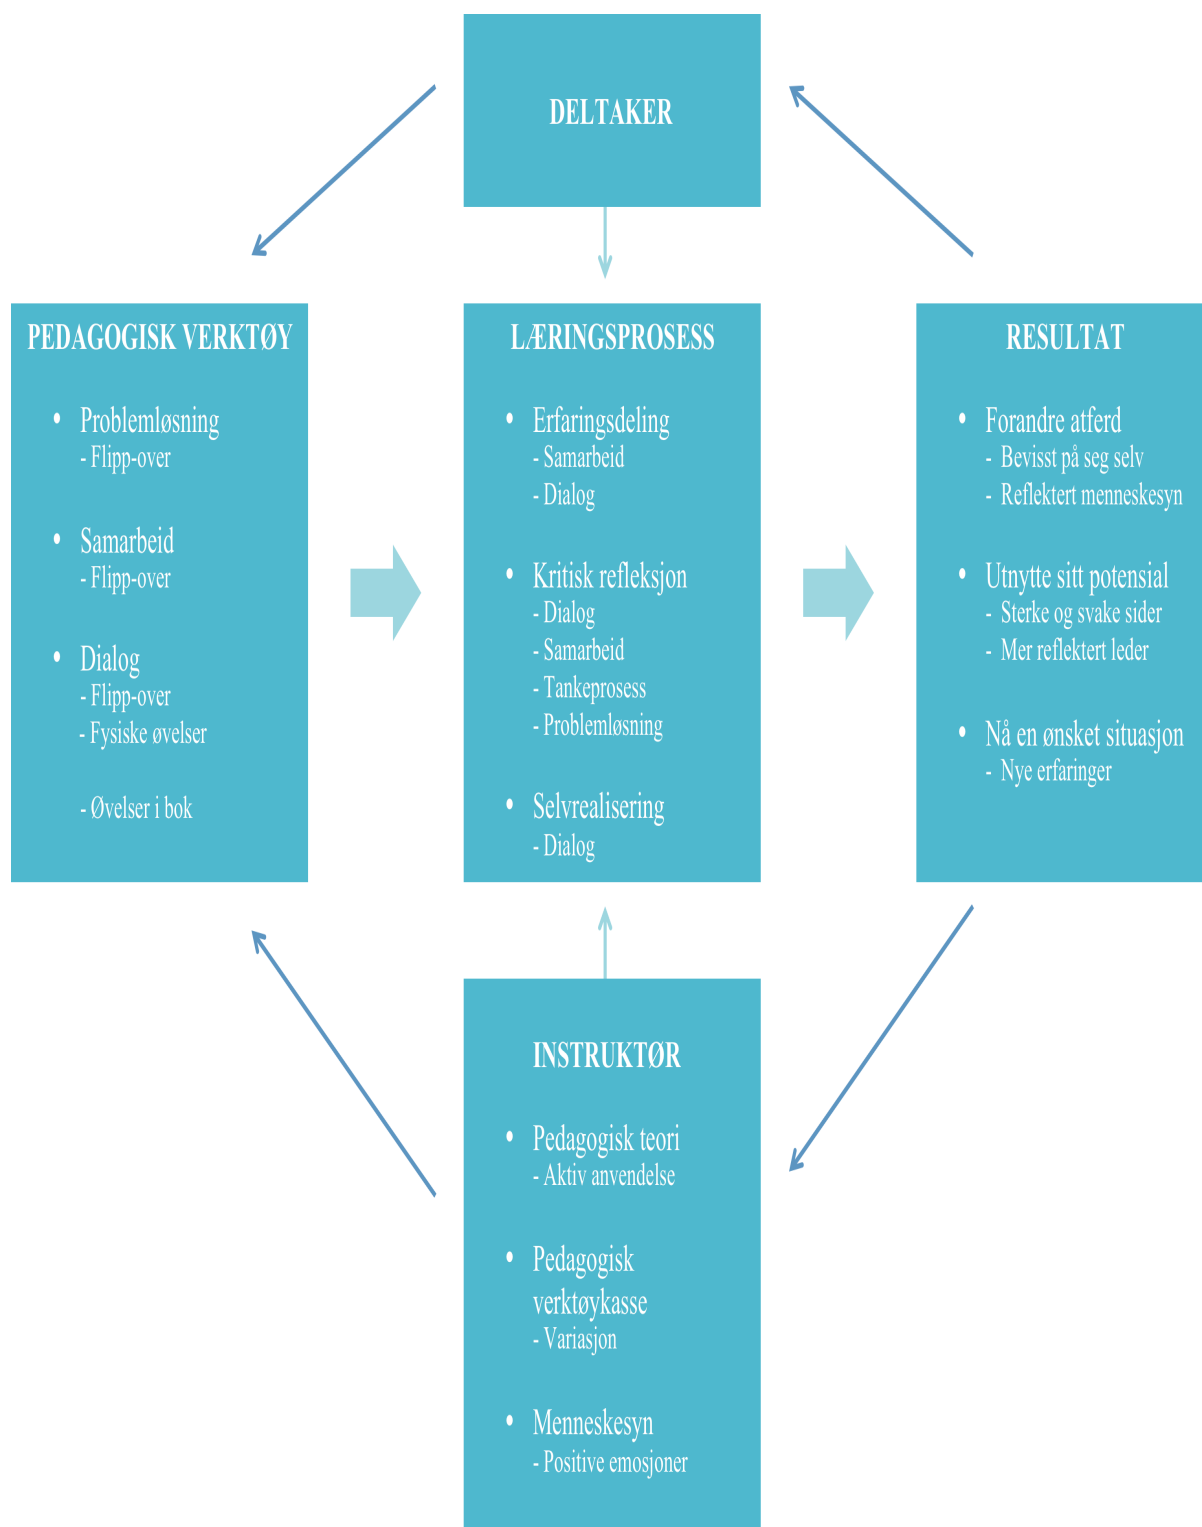 DELTAKER
PEDAGOGISK VERKTØY
• Problemløsning
- Flipp-over
• Samarbeid
- Flipp-over
• Dialog
- Flipp-over
- Fysiske øvelser
- Øvelser i bok
LÆRINGSPROSESS
• Erfaringsdeling
- Samarbeid
- Dialog
• Kritisk refleksjon
- Dialog
- Samarbeid
- Tankeprosess
- Problemløsning
• Selvrealisering
- Dialog
RESULTAT
• Forandre atferd
- Bevisst på seg selv
- Reflektert menneskesyn
• Utnytte sitt potensial
- Sterke og svake sider
- Mer reflektert leder
• Nå en ønsket situasjon
- Nye erfaringer
INSTRUKTØR
• Pedagogisk teori
- Aktiv anvendelse
• Pedagogisk
verktøykasse
- Variasjon
• Menneskesyn
- Positive emosjoner